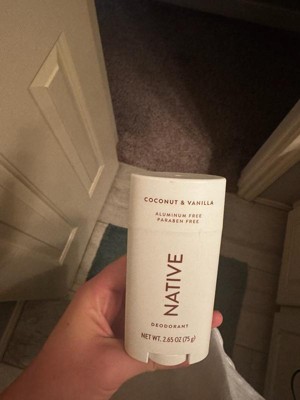 COCONUT & VANILLA
ALUMINUM FREE
PARABEN FREE
NATIVE
DEODORANT
NET WT. 2.65 OZ (75 g)